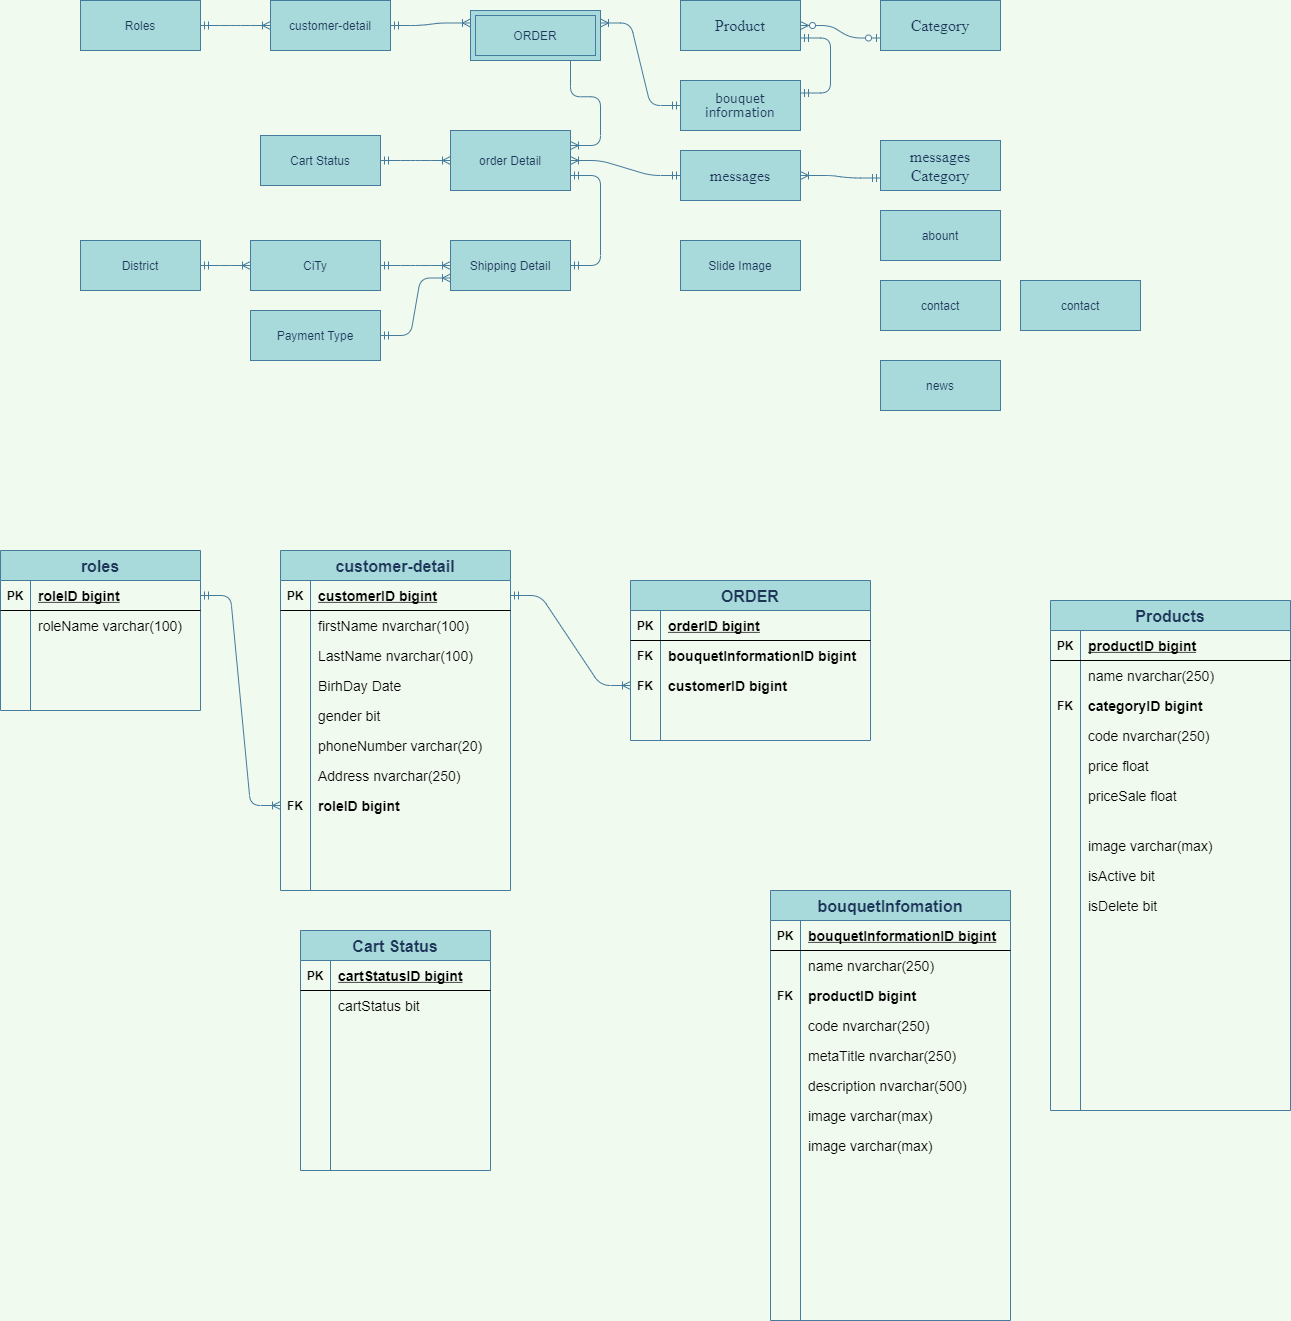 Roles
customer-detail
ORDER
Product
Category
bouquet
information
Cart Status
order Detail
messages
messages
Category
abount
District
CiTy
Shipping Detail
Slide Image
contact
contact
Payment Type
news
roles
PK roleID bigint
roleName varchar(100)
customer-detail
PK customerID bigint
firstName nvarchar(100)
LastName nvarchar(100)
BirhDay Date
gender bit
phoneNumber varchar(20)
Address nvarchar(250)
FK roleID bigint
ORDER
PK orderID bigint
FK bouquetInformationID bigint
FK customerID bigint
Products
PK productID bigint
name nvarchar(250)
FK categoryID bigint
code nvarchar(250)
price float
priceSale float
image varchar(max)
isActive bit
isDelete bit
Cart Status
PK cartStatusID bigint
cartStatus bit
bouquetInfomation
PK bouquetInformationID bigint
name nvarchar(250)
FK productID bigint
code nvarchar(250)
metaTitle nvarchar(250)
description nvarchar(500)
image varchar(max)
image varchar(max)